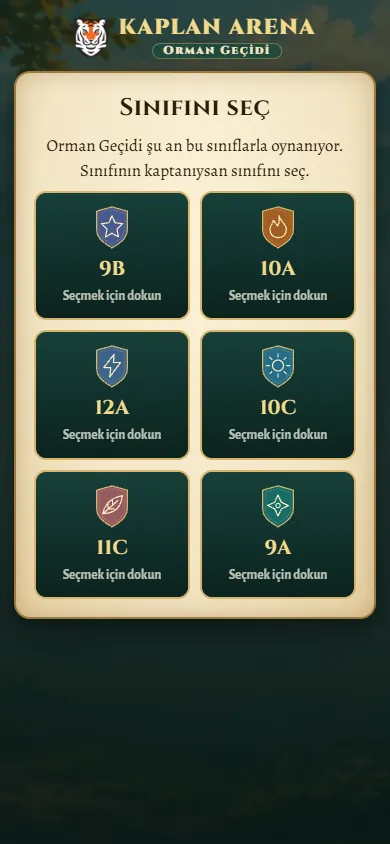 KAPLAN ARENA
Orman Geçidi
Sınıfını seç
Orman Geçidi şu an bu sınıflarla oynanıyor.
Sınıfının kaptanıysan sınıfını seç.
9B
Seçmek için dokun
10A
Seçmek için dokun
12A
Seçmek için dokun
10C
Seçmek için dokun
11C
Seçmek için dokun
9A
Seçmek için dokun